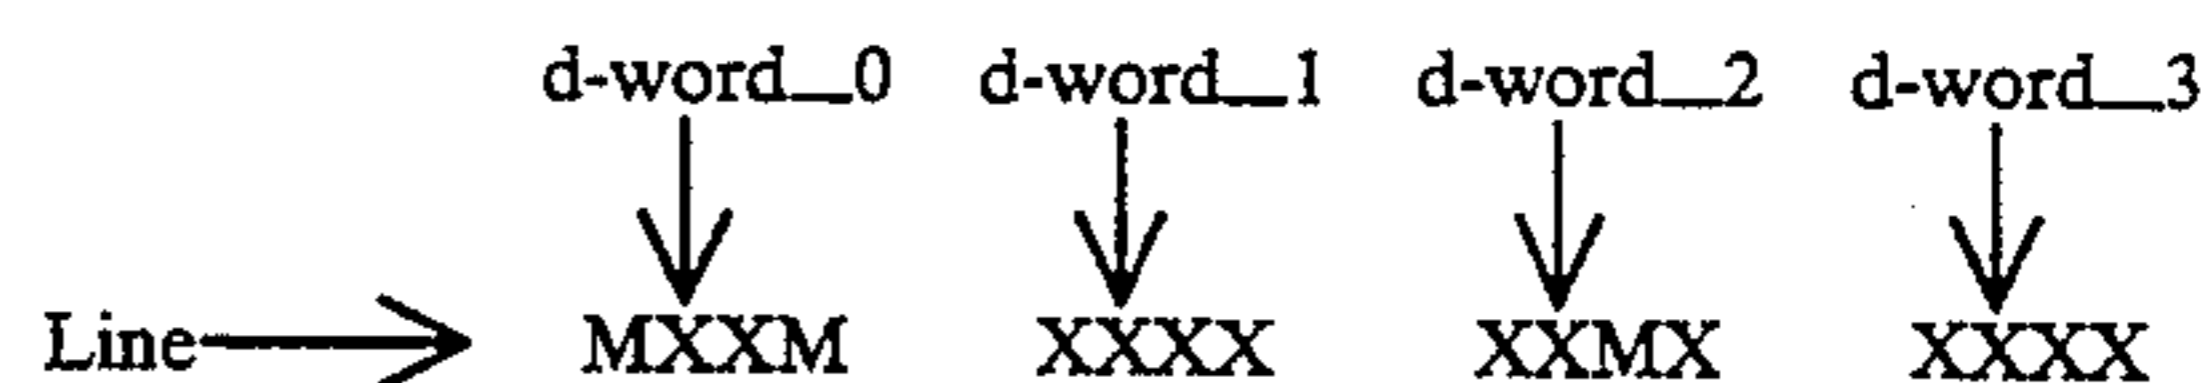 d-word_0 d-word_1 d-word_2 d-word_3
Line MXXM XXXX XXMX XXXX